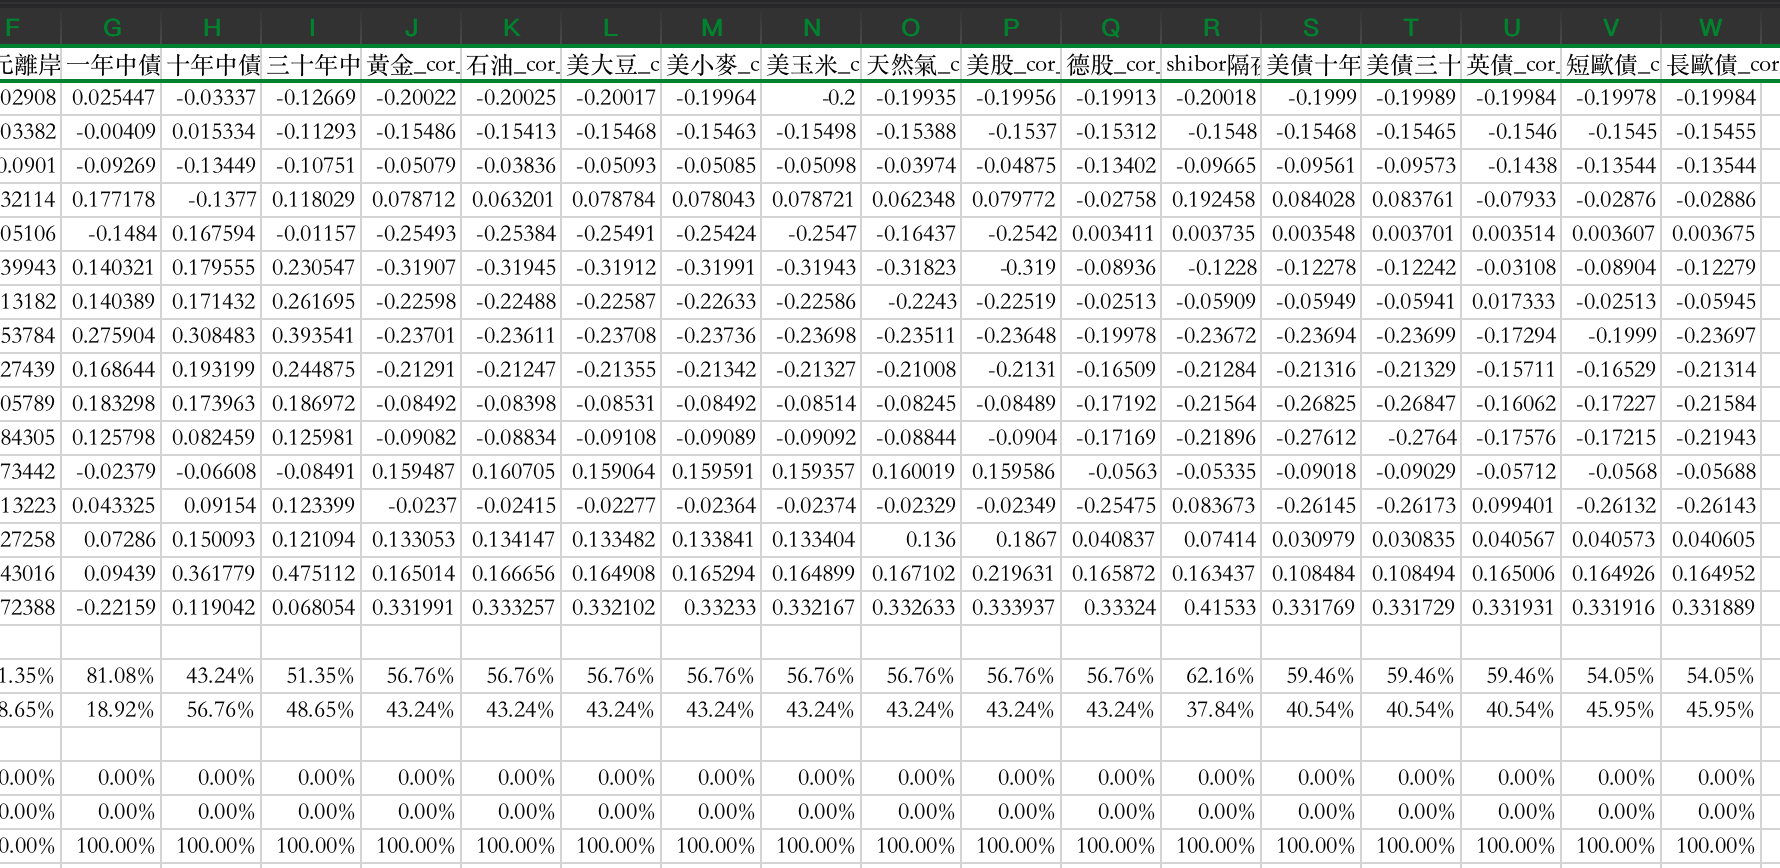 F G H I J K L M N O P Q R S T U V W
元離岸 一年中債 十年中債 三十年中 黃金_cor_ 石油_cor_ 美大豆_c 美小麥_c 美玉米_c 天然氣_c 美股_cor_ 德股_cor_ shibor隔夜 美債十年 美債三十 英債_cor_ 短歐債_c 長歐債_cor
02908 0.025447 -0.03337 -0.12669 -0.20022 -0.20025 -0.20017 -0.19964 -0.2 -0.19935 -0.19956 -0.19913 -0.20018 -0.1999 -0.19989 -0.19984 -0.19978 -0.19984
03382 -0.00409 0.015334 -0.11293 -0.15486 -0.15413 -0.15468 -0.15463 -0.15498 -0.15388 -0.1537 -0.15312 -0.1548 -0.15468 -0.15465 -0.1546 -0.1545 -0.15455
0.0901 -0.09269 -0.13449 -0.10751 -0.05079 -0.03836 -0.05093 -0.05085 -0.05098 -0.03974 -0.04875 -0.13402 -0.09665 -0.09561 -0.09573 -0.1438 -0.13544 -0.13544
32114 0.177178 -0.1377 0.118029 0.078712 0.063201 0.078784 0.078043 0.078721 0.062348 0.079772 -0.02758 0.192458 0.084028 0.083761 -0.07933 -0.02876 -0.02886
05106 -0.1484 0.167594 -0.01157 -0.25493 -0.25384 -0.25491 -0.25424 -0.2547 -0.16437 -0.2542 0.003411 0.003735 0.003548 0.003701 0.003514 0.003607 0.003675
39943 0.140321 0.179555 0.230547 -0.31907 -0.31945 -0.31912 -0.31991 -0.31943 -0.31823 -0.319 -0.08936 -0.1228 -0.12278 -0.12242 -0.03108 -0.08904 -0.12279
13182 0.140389 0.171432 0.261695 -0.22598 -0.22488 -0.22587 -0.22633 -0.22586 -0.2243 -0.22519 -0.02513 -0.05909 -0.05949 -0.05941 0.017333 -0.02513 -0.05945
53784 0.275904 0.308483 0.393541 -0.23701 -0.23611 -0.23708 -0.23736 -0.23698 -0.23511 -0.23648 -0.19978 -0.23672 -0.23694 -0.23699 -0.17294 -0.1999 -0.23697
27439 0.168644 0.193199 0.244875 -0.21291 -0.21247 -0.21355 -0.21342 -0.21327 -0.21008 -0.2131 -0.16509 -0.21284 -0.21316 -0.21329 -0.15711 -0.16529 -0.21314
05789 0.183298 0.173963 0.186972 -0.08492 -0.08398 -0.08531 -0.08492 -0.08514 -0.08245 -0.08489 -0.17192 -0.21564 -0.26825 -0.26847 -0.16062 -0.17227 -0.21584
84305 0.125798 0.082459 0.125981 -0.09082 -0.08834 -0.09108 -0.09089 -0.09092 -0.08844 -0.0904 -0.17169 -0.21896 -0.27612 -0.2764 -0.17576 -0.17215 -0.21943
73442 -0.02379 -0.06608 -0.08491 0.159487 0.160705 0.159064 0.159591 0.159357 0.160019 0.159586 -0.0563 -0.05335 -0.09018 -0.09029 -0.05712 -0.0568 -0.05688
13223 0.043325 0.09154 0.123399 -0.0237 -0.02415 -0.02277 -0.02364 -0.02374 -0.02329 -0.02349 -0.25475 0.083673 -0.26145 -0.26173 0.099401 -0.26132 -0.26143
27258 0.07286 0.150093 0.121094 0.133053 0.134147 0.133482 0.133841 0.133404 0.136 0.1867 0.040837 0.07414 0.030979 0.030835 0.040567 0.040573 0.040605
43016 0.09439 0.361779 0.475112 0.165014 0.166656 0.164908 0.165294 0.164899 0.167102 0.219631 0.165872 0.163437 0.108484 0.108494 0.165006 0.164926 0.164952
72388 -0.22159 0.119042 0.068054 0.331991 0.333257 0.332102 0.33233 0.332167 0.332633 0.333937 0.33324 0.41533 0.331769 0.331729 0.331931 0.331916 0.331889
1.35% 81.08% 43.24% 51.35% 56.76% 56.76% 56.76% 56.76% 56.76% 56.76% 56.76% 56.76% 62.16% 59.46% 59.46% 59.46% 54.05% 54.05%
8.65% 18.92% 56.76% 48.65% 43.24% 43.24% 43.24% 43.24% 43.24% 43.24% 43.24% 43.24% 37.84% 40.54% 40.54% 40.54% 45.95% 45.95%
0.00% 0.00% 0.00% 0.00% 0.00% 0.00% 0.00% 0.00% 0.00% 0.00% 0.00% 0.00% 0.00% 0.00% 0.00% 0.00% 0.00% 0.00%
0.00% 0.00% 0.00% 0.00% 0.00% 0.00% 0.00% 0.00% 0.00% 0.00% 0.00% 0.00% 0.00% 0.00% 0.00% 0.00% 0.00% 0.00%
0.00% 100.00% 100.00% 100.00% 100.00% 100.00% 100.00% 100.00% 100.00% 100.00% 100.00% 100.00% 100.00% 100.00% 100.00% 100.00% 100.00% 100.00%